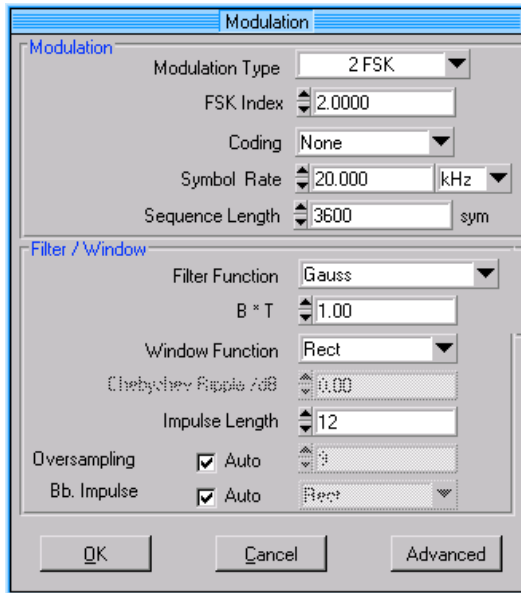 Modulation
Modulation
Modulation Type 2 FSK
FSK Index 2.0000
Coding None
Symbol Rate 20.000 kHz
Sequence Length 3600 sym
Filter / Window
Filter Function Gauss
B * T 1.00
Window Function Rect
Chebychev Ripple /dB 0.00
Impulse Length 12
Oversampling Auto 9
Bb. Impulse Auto Rect
OK Cancel Advanced